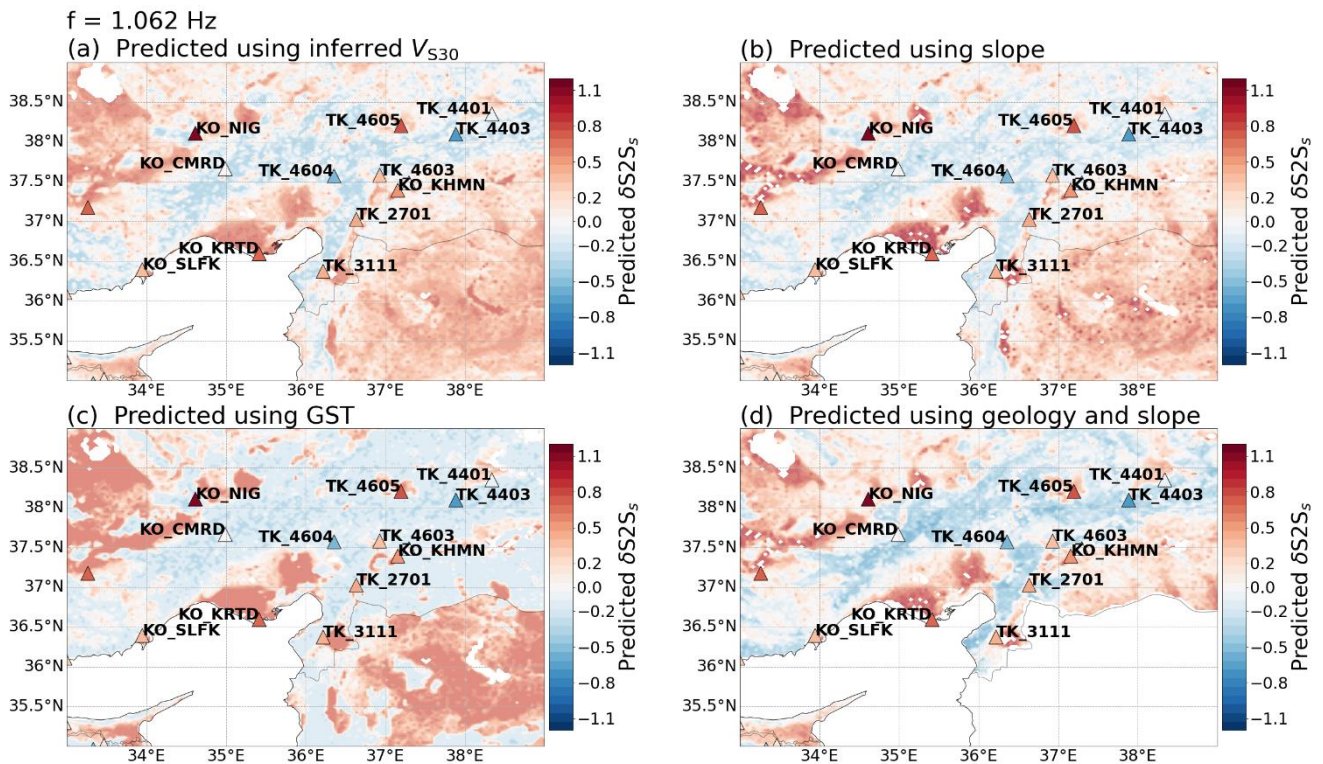 f = 1.062 Hz
(a) Predicted using inferred V_S30
38.5°N
38°N
37.5°N
37°N
36.5°N
36°N
35.5°N
34°E 35°E 36°E 37°E 38°E
KO_NIG
KO_CMRD
KO_KRTD
KO_SLFK
TK_4605
TK_4401
TK_4403
TK_4604
TK_4603
KO_KHMN
TK_2701
TK_3111
1.1
0.8
0.5
0.2
0.0
−0.2
−0.5
−0.8
−1.1
Predicted δS2S_s
(b) Predicted using slope
38.5°N
38°N
37.5°N
37°N
36.5°N
36°N
35.5°N
34°E 35°E 36°E 37°E 38°E
KO_NIG
KO_CMRD
KO_KRTD
KO_SLFK
TK_4605
TK_4401
TK_4403
TK_4604
TK_4603
KO_KHMN
TK_2701
TK_3111
1.1
0.8
0.5
0.2
0.0
−0.2
−0.5
−0.8
−1.1
Predicted δS2S_s
(c) Predicted using GST
38.5°N
38°N
37.5°N
37°N
36.5°N
36°N
35.5°N
34°E 35°E 36°E 37°E 38°E
KO_NIG
KO_CMRD
KO_KRTD
KO_SLFK
TK_4605
TK_4401
TK_4403
TK_4604
TK_4603
KO_KHMN
TK_2701
TK_3111
1.1
0.8
0.5
0.2
0.0
−0.2
−0.5
−0.8
−1.1
Predicted δS2S_s
(d) Predicted using geology and slope
38.5°N
38°N
37.5°N
37°N
36.5°N
36°N
35.5°N
34°E 35°E 36°E 37°E 38°E
KO_NIG
KO_CMRD
KO_KRTD
KO_SLFK
TK_4605
TK_4401
TK_4403
TK_4604
TK_4603
KO_KHMN
TK_2701
TK_3111
1.1
0.8
0.5
0.2
0.0
−0.2
−0.5
−0.8
−1.1
Predicted δS2S_s